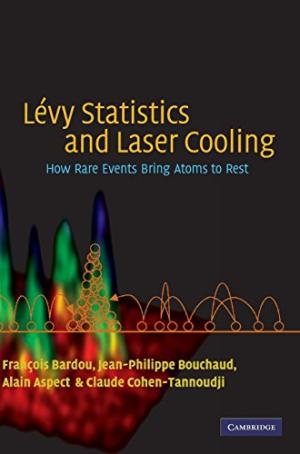 Lévy Statistics
and Laser Cooling
How Rare Events Bring Atoms to Rest
François Bardou, Jean-Philippe Bouchaud,
Alain Aspect & Claude Cohen-Tannoudji
CAMBRIDGE